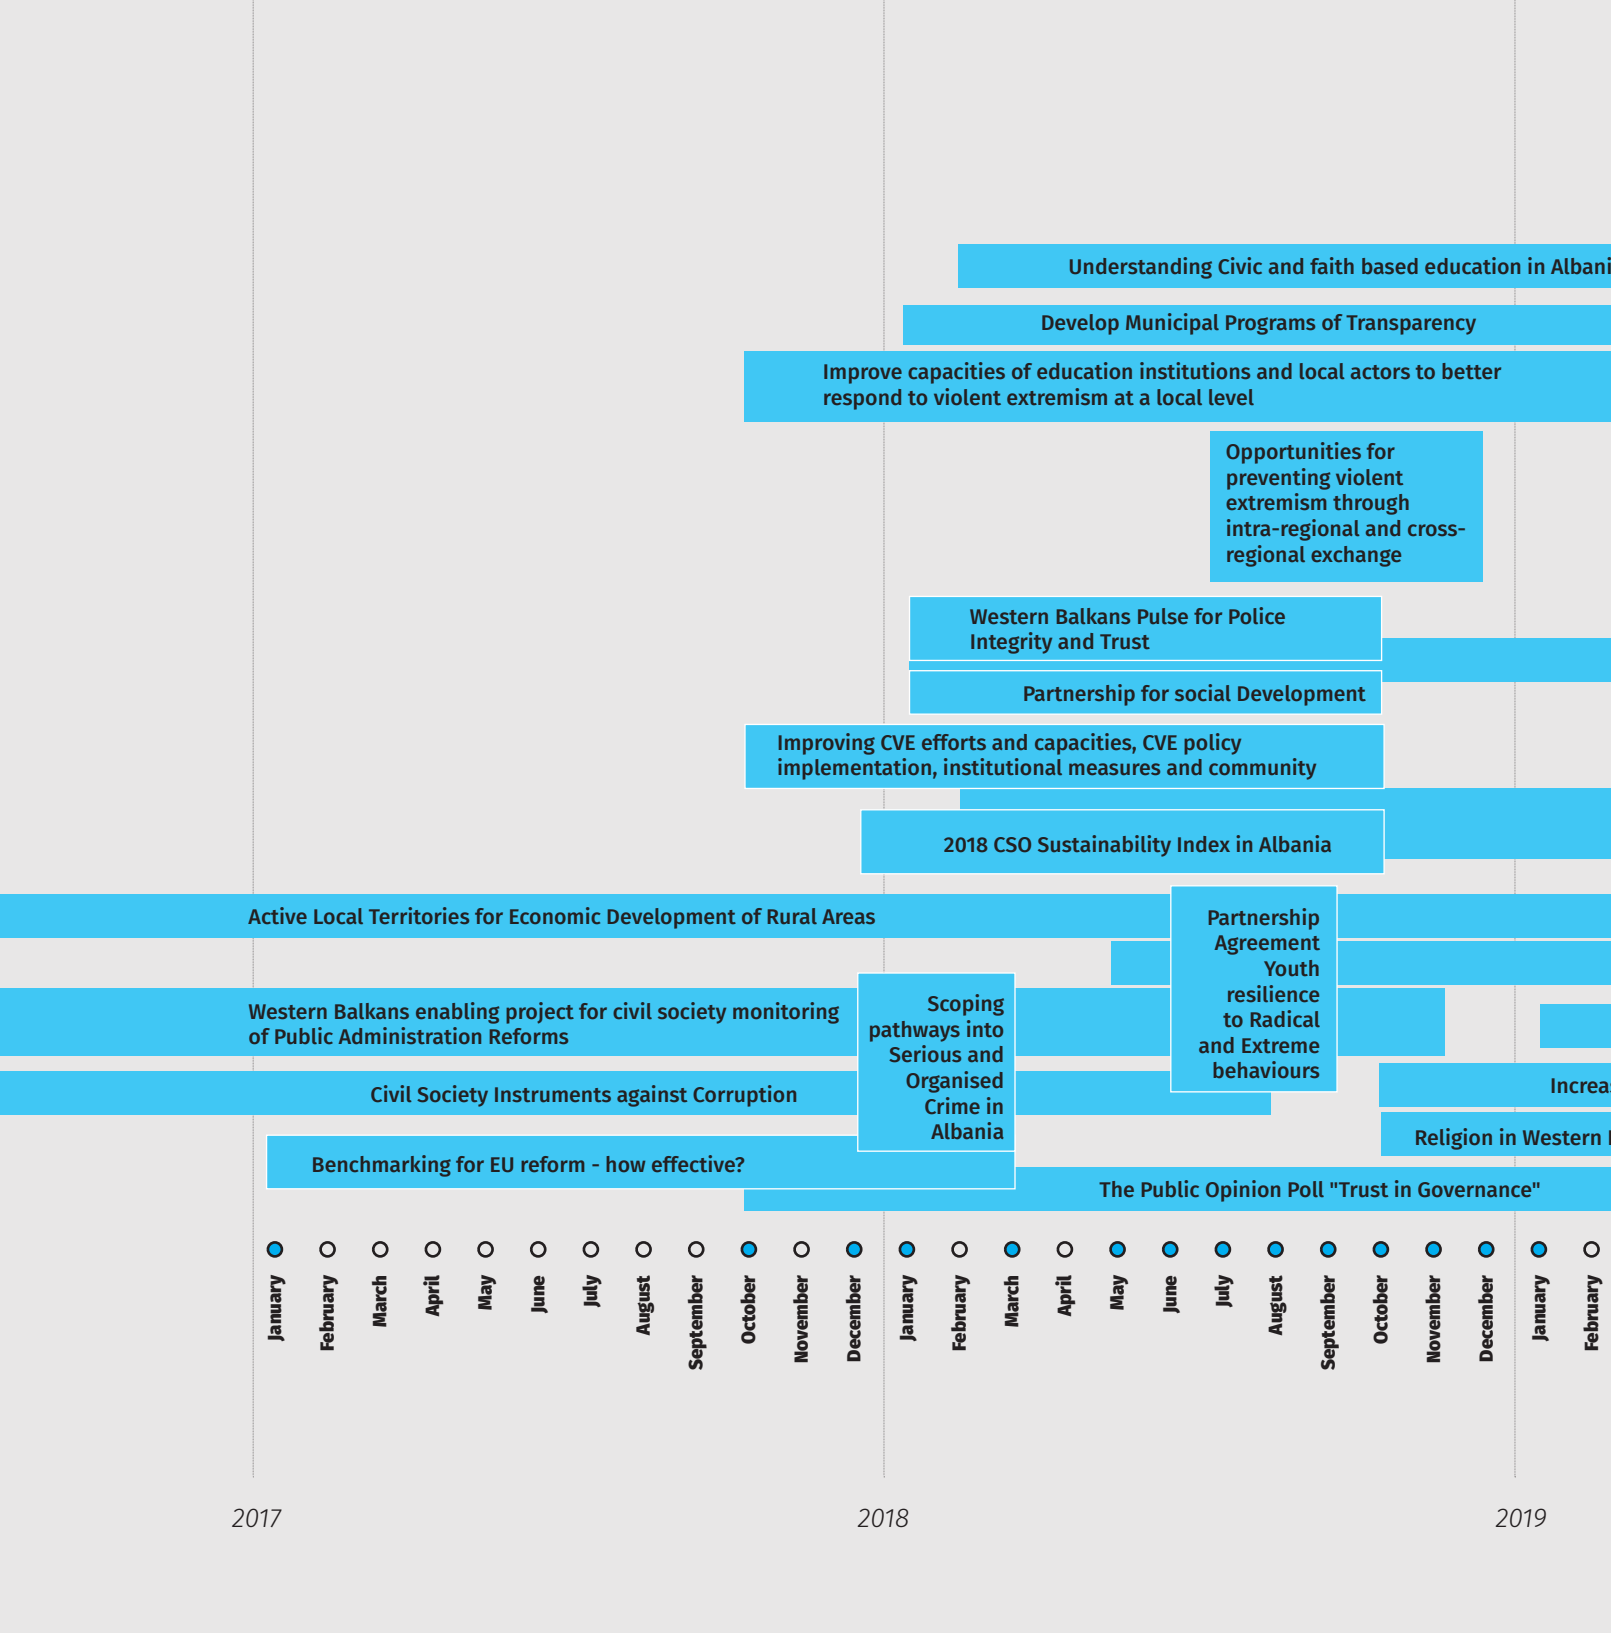 Understanding Civic and faith based education in Albani
Develop Municipal Programs of Transparency
Improve capacities of education institutions and local actors to better
respond to violent extremism at a local level
Opportunities for
preventing violent
extremism through
intra-regional and cross-
regional exchange
Western Balkans Pulse for Police
Integrity and Trust
Partnership for social Development
Improving CVE efforts and capacities, CVE policy
implementation, institutional measures and community
2018 CSO Sustainability Index in Albania
Active Local Territories for Economic Development of Rural Areas
Partnership
Agreement
Youth
resilience
to Radical
and Extreme
behaviours
Western Balkans enabling project for civil society monitoring
of Public Administration Reforms
Scoping
pathways into
Serious and
Organised
Crime in
Albania
Civil Society Instruments against Corruption
Increa
Religion in Western
Benchmarking for EU reform - how effective?
The Public Opinion Poll "Trust in Governance"
January
February
March
April
May
June
July
August
September
October
November
December
January
February
March
April
May
June
July
August
September
October
November
December
January
February
2017
2018
2019